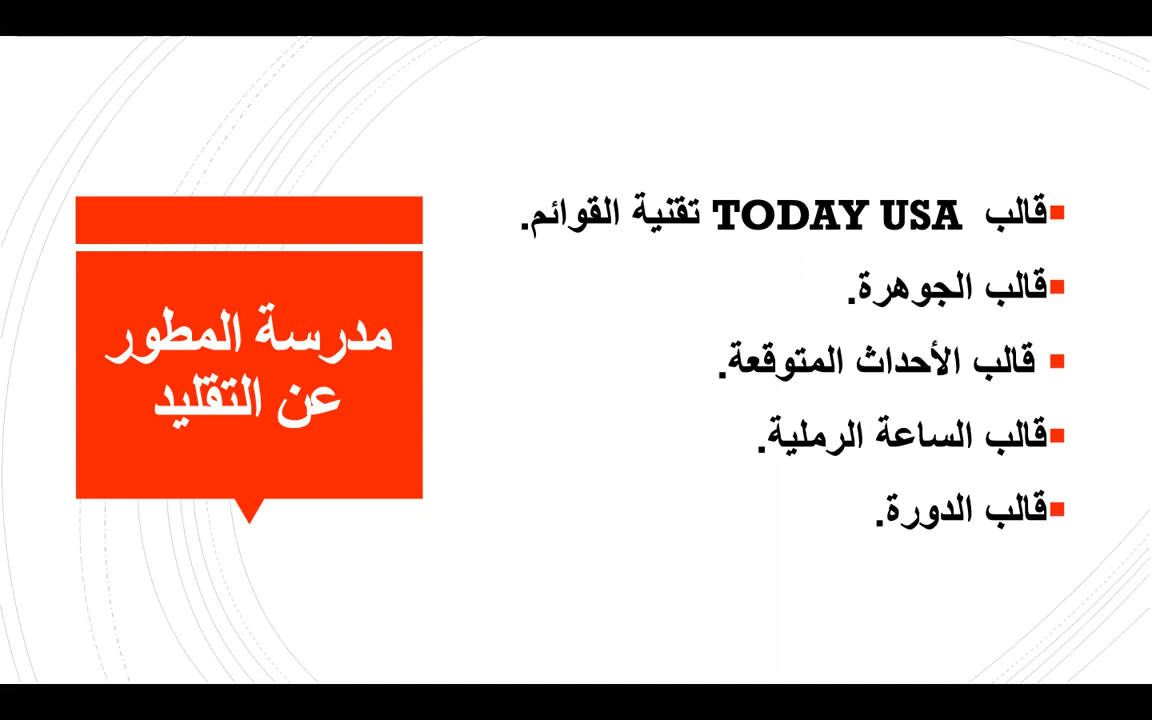 مدرسة المطور
عن التقليد
قالب TODAY USA تقنية القوائم.
قالب الجوهرة.
قالب الأحداث المتوقعة.
قالب الساعة الرملية.
قالب الدورة.